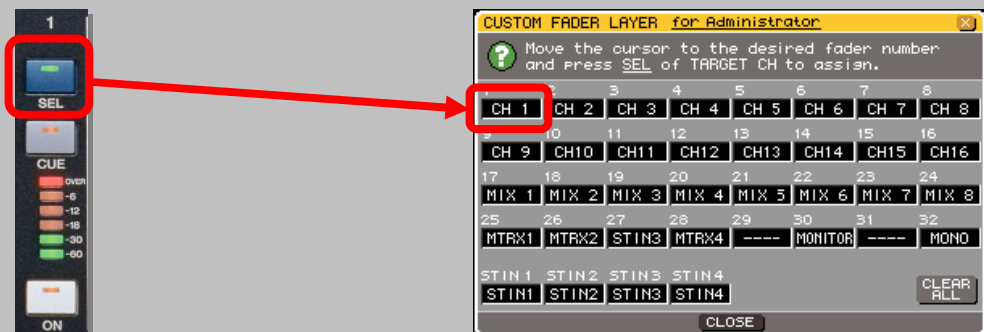 1
SEL
CUE
OVER
-6
-12
-18
-30
-60
ON
CUSTOM FADER LAYER for Administrator
Move the cursor to the desired fader number
and press SEL of TARGET CH to assign.
1 2 3 4 5 6 7 8
CH 1 CH 2 CH 3 CH 4 CH 5 CH 6 CH 7 CH 8
9 10 11 12 13 14 15 16
CH 9 CH10 CH11 CH12 CH13 CH14 CH15 CH16
17 18 19 20 21 22 23 24
MIX 1 MIX 2 MIX 3 MIX 4 MIX 5 MIX 6 MIX 7 MIX 8
25 26 27 28 29 30 31 32
MTRX1 MTRX2 STIN3 MTRX4 ---- MONITOR ---- MONO
STIN1 STIN2 STIN3 STIN4
STIN1 STIN2 STIN3 STIN4
CLEAR
ALL
CLOSE